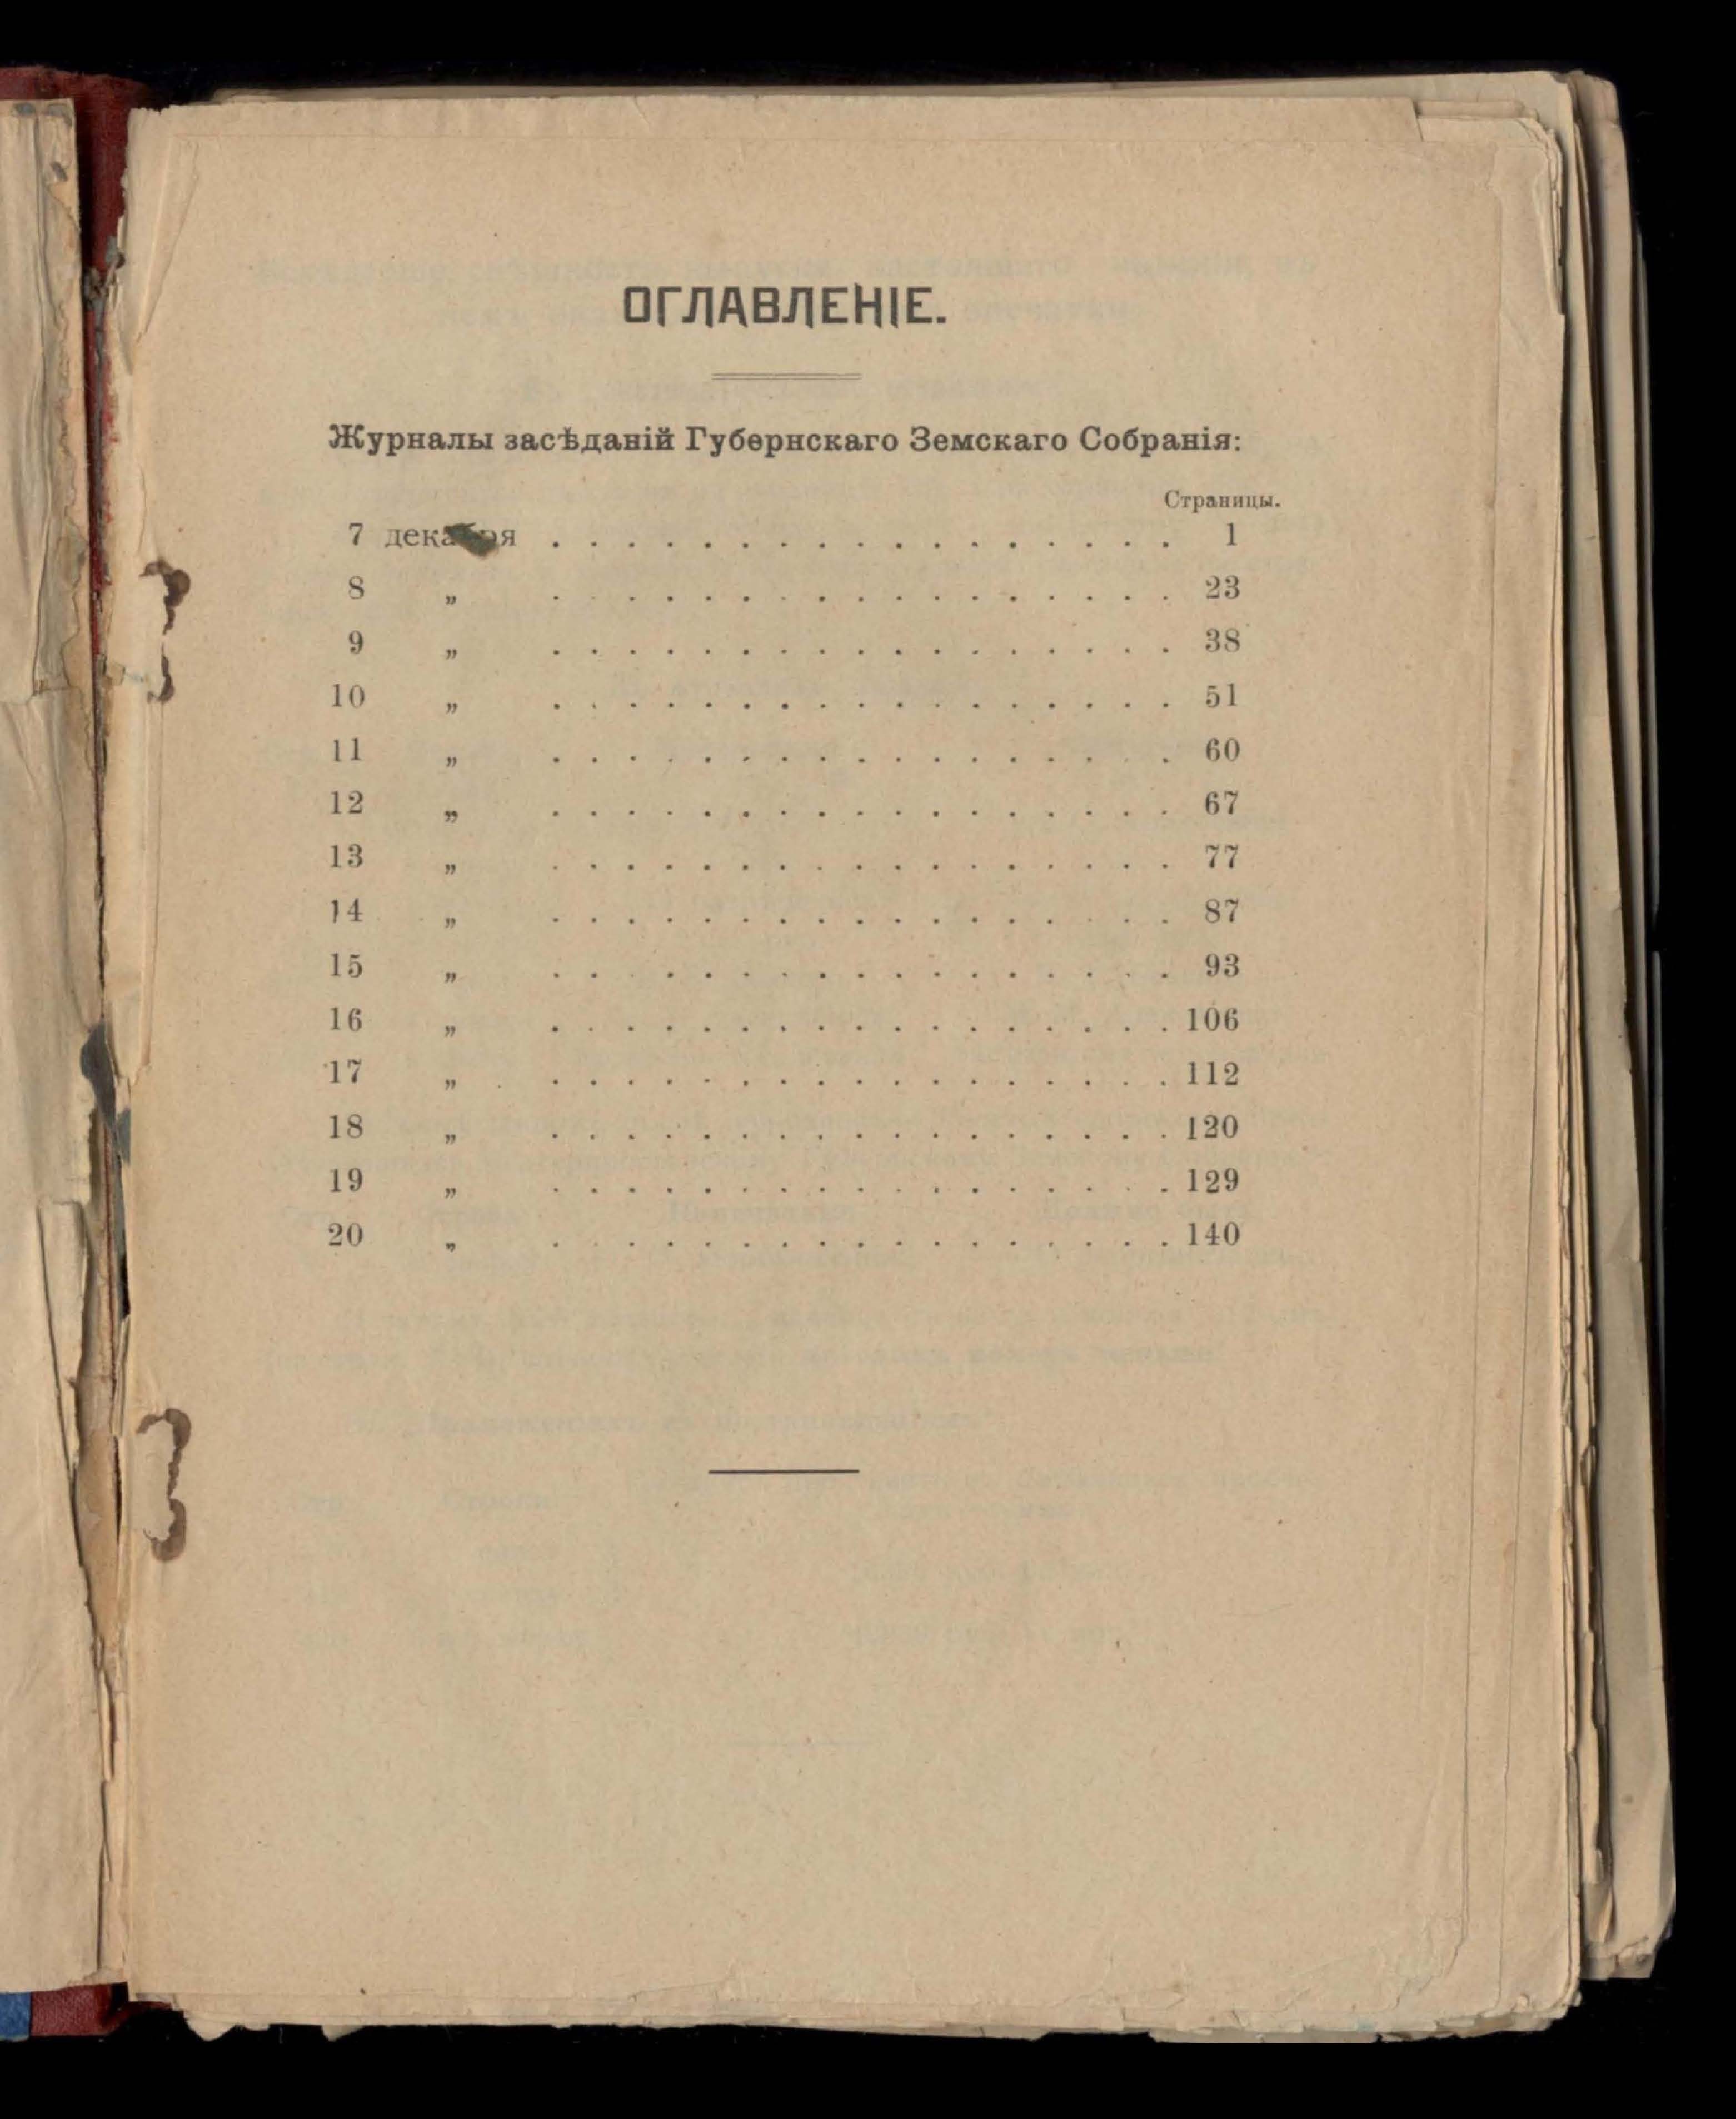 ОГЛАВЛЕНІЕ.
Журналы засѣданій Губернскаго Земскаго Собранія:
Страницы.
7 декабря . . . . . . . . . . . . . . . . . 1
8 „ . . . . . . . . . . . . . . . . . 23
9 „ . . . . . . . . . . . . . . . . . 38
10 „ . . . . . . . . . . . . . . . . . 51
11 „ . . . . . . . . . . . . . . . . . 60
12 „ . . . . . . . . . . . . . . . . . 67
13 „ . . . . . . . . . . . . . . . . . 77
14 „ . . . . . . . . . . . . . . . . . 87
15 „ . . . . . . . . . . . . . . . . . 93
16 „ . . . . . . . . . . . . . . . . . 106
17 „ . . . . . . . . . . . . . . . . . 112
18 „ . . . . . . . . . . . . . . . . . 120
19 „ . . . . . . . . . . . . . . . . . 129
20 „ . . . . . . . . . . . . . . . . . 140